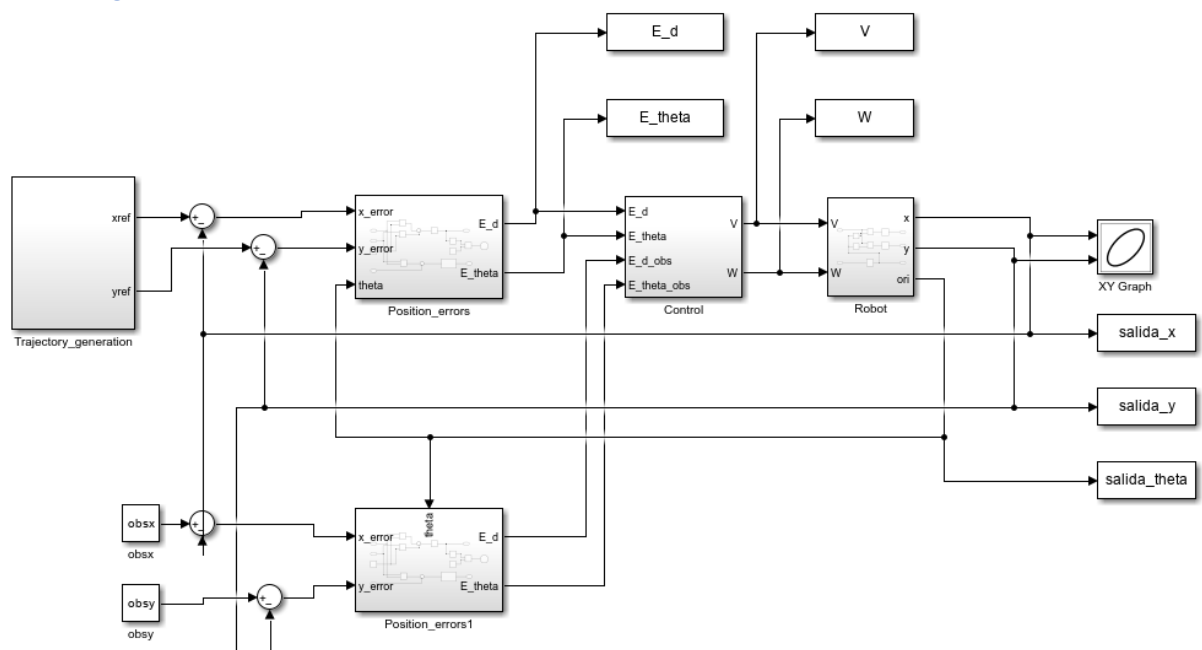 E_d
V
E_theta
W
xref
yref
Trajectory_generation
+
−
+
−
x_error
y_error
theta
E_d
E_theta
Position_errors
E_d
E_theta
E_d_obs
E_theta_obs
V
W
Control
V
W
x
y
ori
Robot
XY Graph
salida_x
salida_y
salida_theta
obsx
obsx
+
−
obsy
obsy
+
−
theta
x_error
y_error
E_d
E_theta
Position_errors1